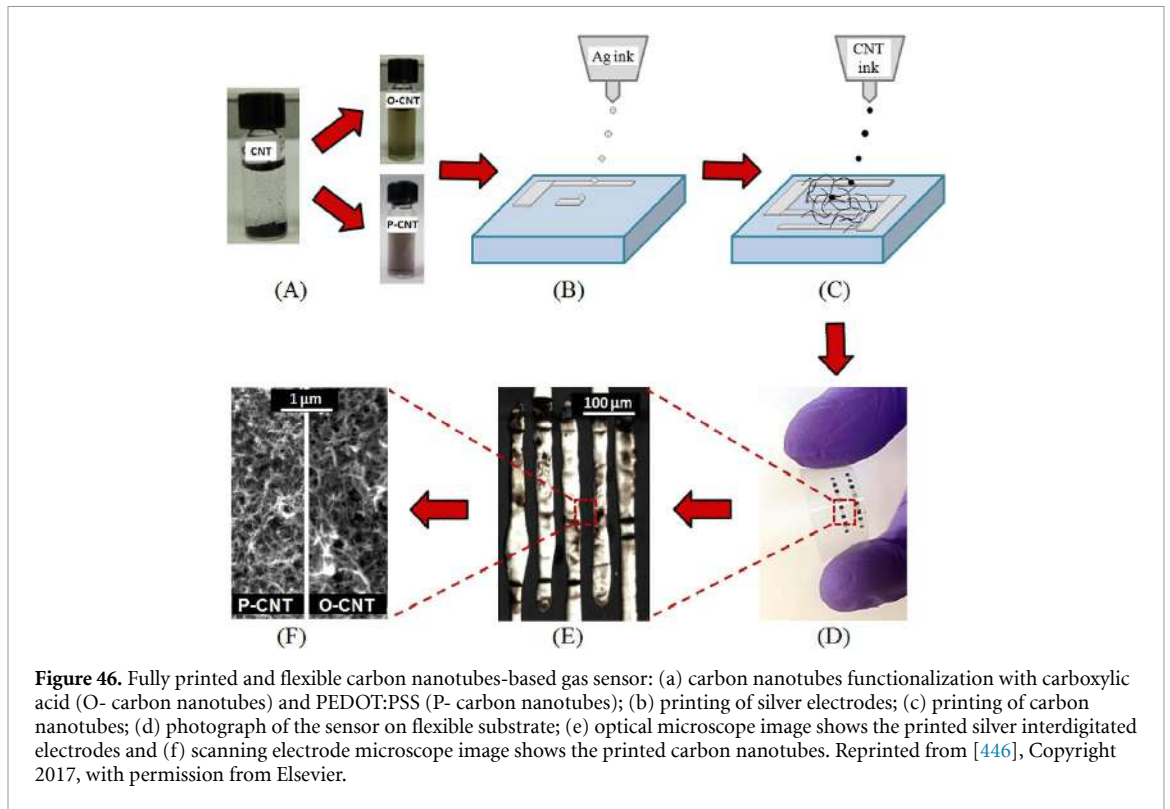 Ag ink
CNT
ink
O-CNT
CNT
P-CNT
(A)
(B)
(C)
1 μm
100 μm
P-CNT
O-CNT
(F)
(E)
(D)
Figure 46. Fully printed and flexible carbon nanotubes-based gas sensor: (a) carbon nanotubes functionalization with carboxylic
acid (O- carbon nanotubes) and PEDOT:PSS (P- carbon nanotubes); (b) printing of silver electrodes; (c) printing of carbon
nanotubes; (d) photograph of the sensor on flexible substrate; (e) optical microscope image shows the printed silver interdigitated
electrodes and (f) scanning electrode microscope image shows the printed carbon nanotubes. Reprinted from [446], Copyright
2017, with permission from Elsevier.